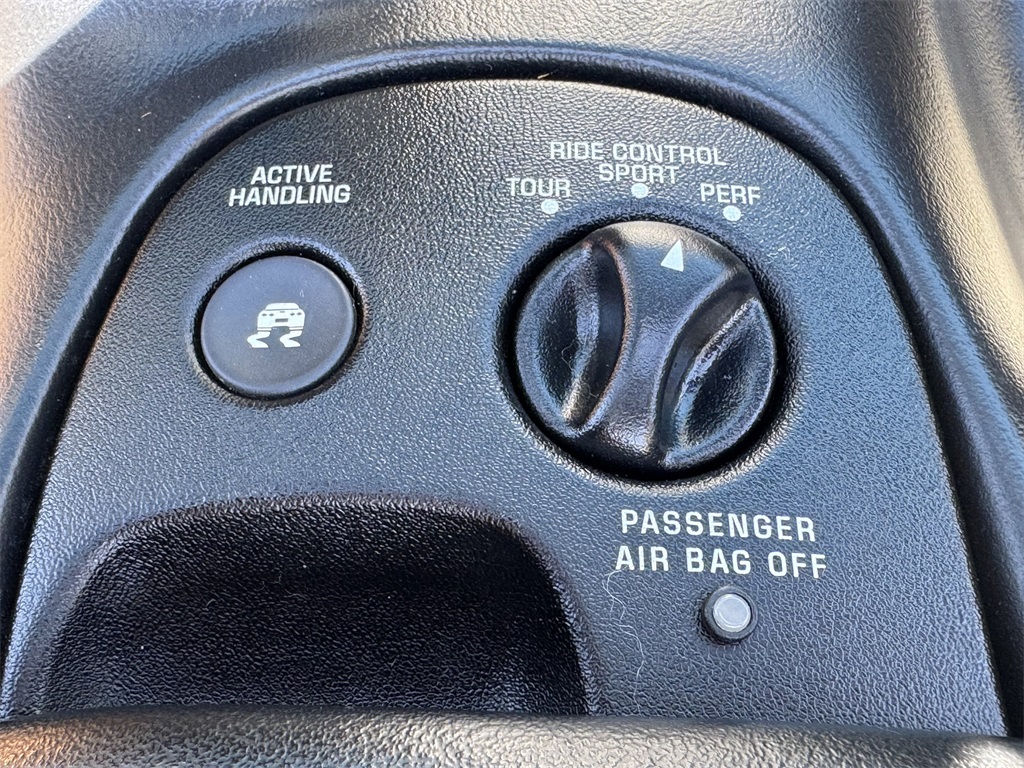 ACTIVE
HANDLING
RIDE CONTROL
TOUR SPORT PERF
PASSENGER
AIR BAG OFF